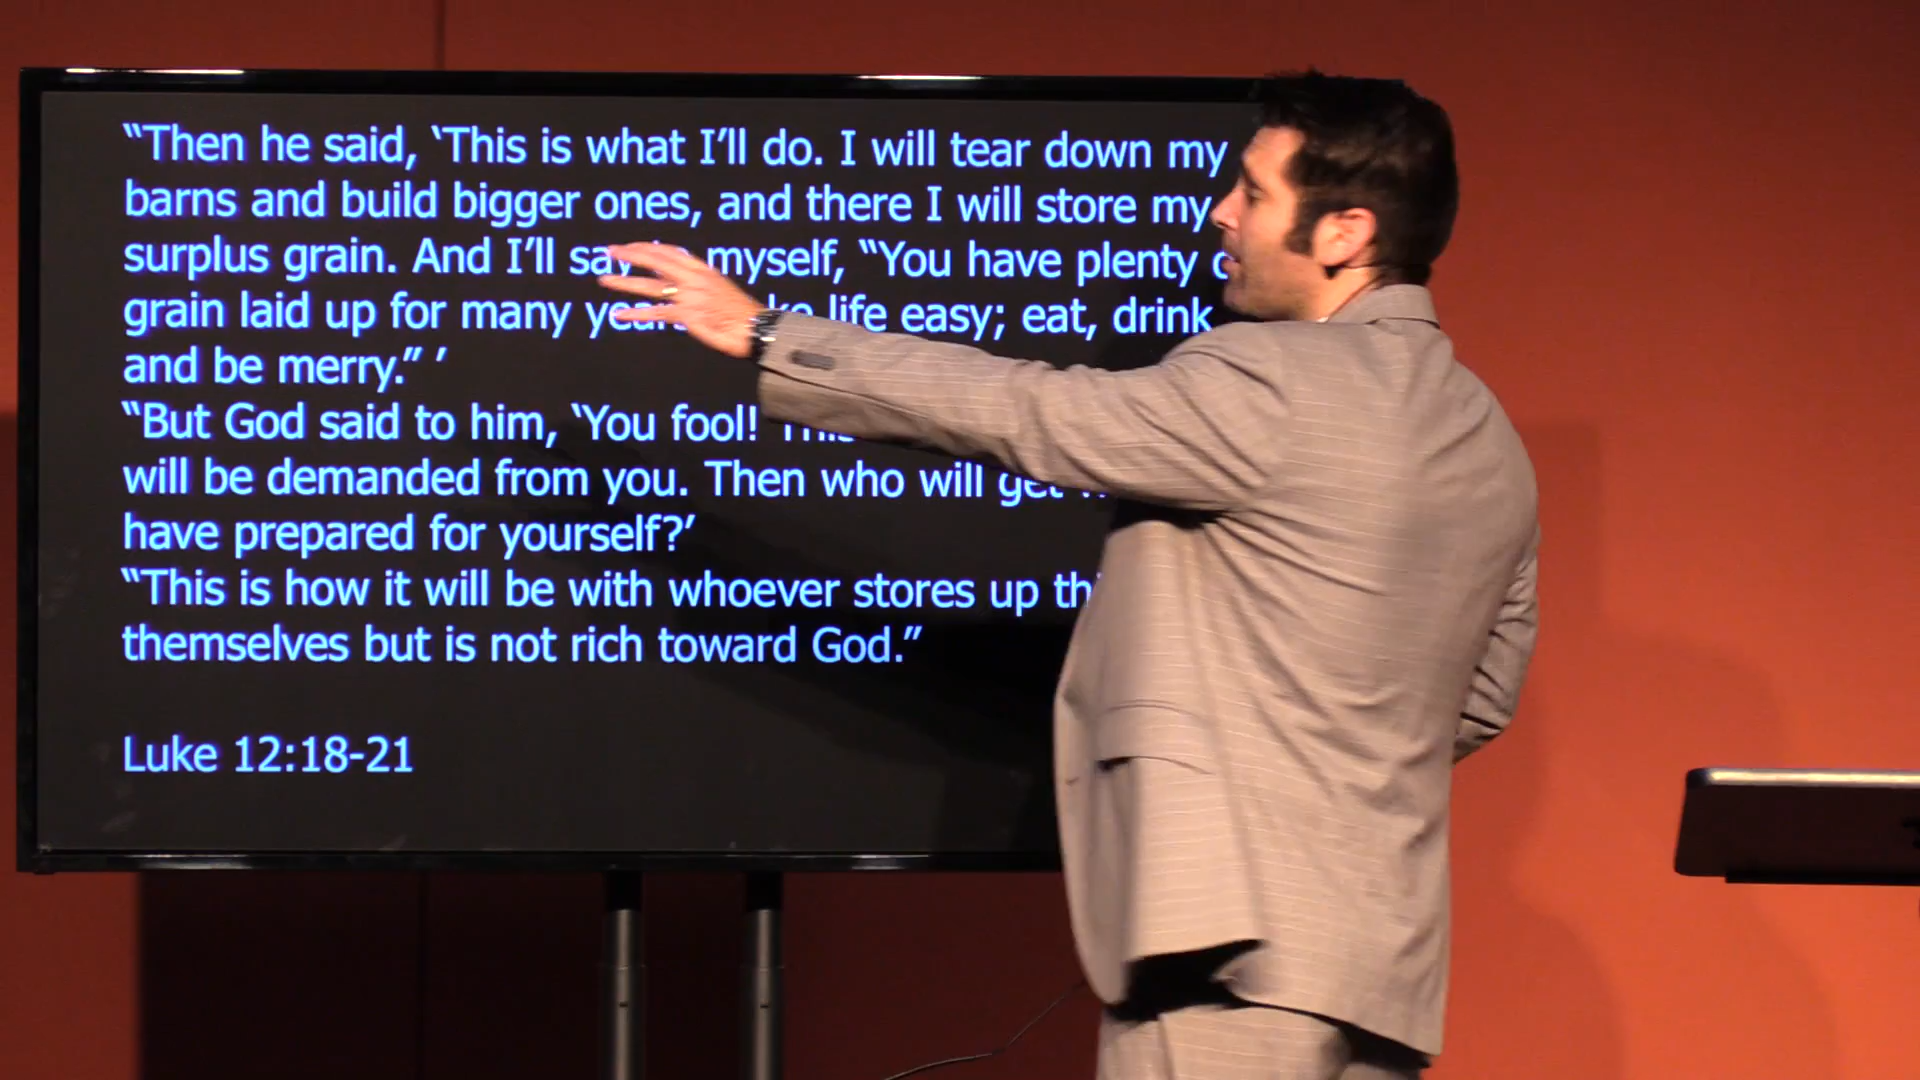 “Then he said, ‘This is what I’ll do. I will tear down my
barns and build bigger ones, and there I will store my
surplus grain. And I’ll say myself, “You have plenty
grain laid up for many years life easy; eat, drink
and be merry.” ’
“But God said to him, ‘You fool! This
will be demanded from you. Then who will get
have prepared for yourself?’
“This is how it will be with whoever stores up
themselves but is not rich toward God.”
Luke 12:18-21